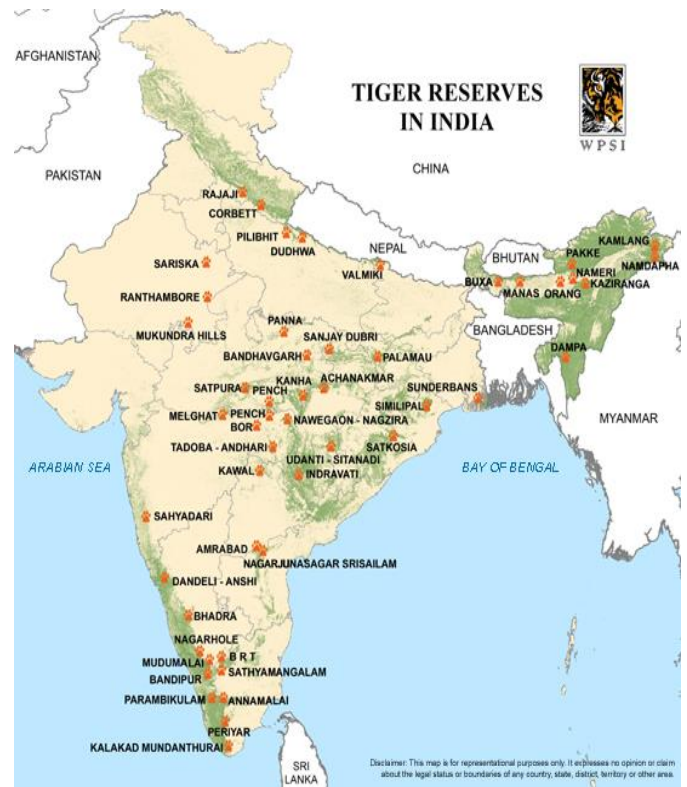 AFGHANISTAN
TIGER RESERVES
IN INDIA
WPSI
PAKISTAN
CHINA
RAJAJI
CORBETT
PILIBHIT
DUDHWA
NEPAL
VALMIKI
SARISKA
RANTHAMBORE
MUKUNDRA HILLS
BHUTAN
PAKKE
KAMLANG
NAMERI
NAMDAPHA
BUXA
MANAS
ORANG
KAZIRANGA
BANGLADESH
DAMPA
PANNA
SANJAY DUBRI
BANDHAVGARH
PALAMAU
KANHA
ACHANAKMAR
SATPURA
PENCH
SUNDERBANS
SIMILIPAL
MELGHAT
PENCH
BOR
NAWEGAON - NAGZIRA
MYANMAR
TADOBA - ANDHARI
SATKOSIA
UDANTI - SITANADI
KAWAL
INDRAVATI
ARABIAN SEA
BAY OF BENGAL
SAHYADARI
AMRABAD
NAGARJUNASAGAR SRISAILAM
DANDELI - ANSHI
BHADRA
NAGARHOLE
B R T
MUDUMALAI
SATHYAMANGALAM
BANDIPUR
PARAMBIKULAM
ANNAMALAI
PERIYAR
KALAKAD MUNDANTHURAI
SRI
LANKA
Disclaimer: This map is for representational purposes only. It expresses no opinion or claim
about the legal status or boundaries of any country, state, district, territory or other area.